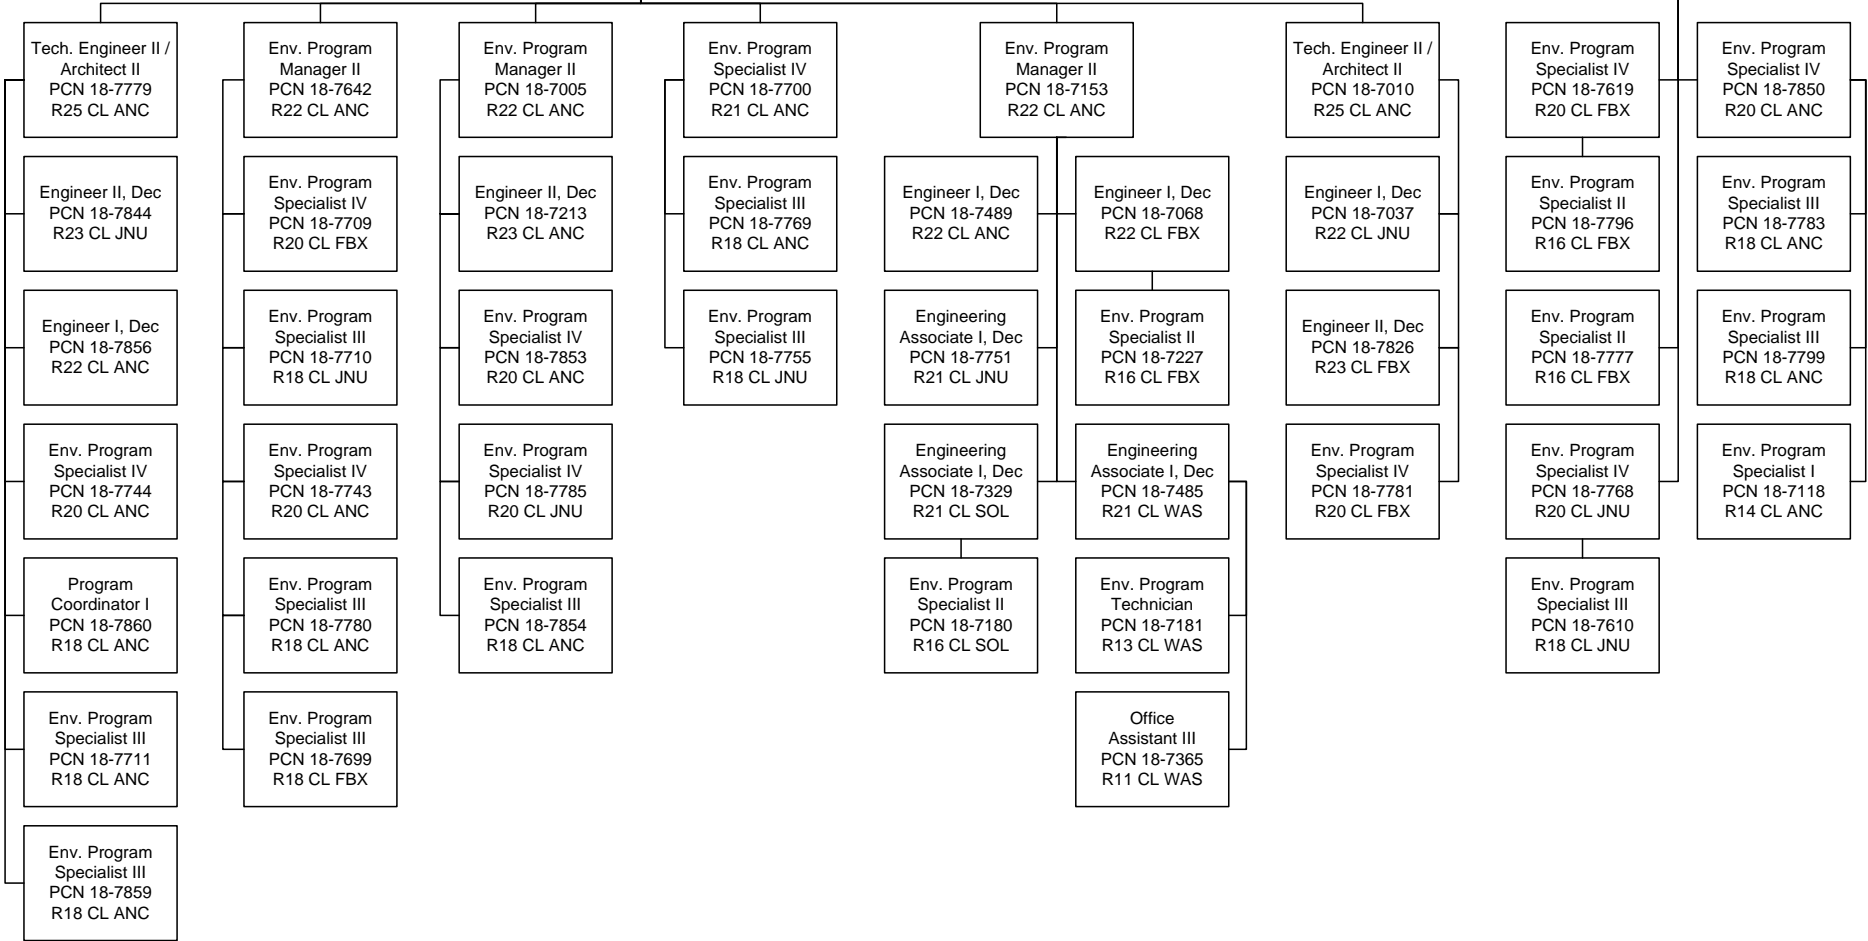 Tech. Engineer II /
Architect II
PCN 18-7779
R25 CL ANC
Engineer II, Dec
PCN 18-7844
R23 CL JNU
Engineer I, Dec
PCN 18-7856
R22 CL ANC
Env. Program
Specialist IV
PCN 18-7744
R20 CL ANC
Program
Coordinator I
PCN 18-7860
R18 CL ANC
Env. Program
Specialist III
PCN 18-7711
R18 CL ANC
Env. Program
Specialist III
PCN 18-7859
R18 CL ANC
Env. Program
Manager II
PCN 18-7642
R22 CL ANC
Env. Program
Specialist IV
PCN 18-7709
R20 CL FBX
Env. Program
Specialist III
PCN 18-7710
R18 CL JNU
Env. Program
Specialist IV
PCN 18-7743
R20 CL ANC
Env. Program
Specialist III
PCN 18-7780
R18 CL ANC
Env. Program
Specialist III
PCN 18-7699
R18 CL FBX
Env. Program
Manager II
PCN 18-7005
R22 CL ANC
Engineer II, Dec
PCN 18-7213
R23 CL ANC
Env. Program
Specialist IV
PCN 18-7853
R20 CL ANC
Env. Program
Specialist IV
PCN 18-7785
R20 CL JNU
Env. Program
Specialist III
PCN 18-7854
R18 CL ANC
Env. Program
Specialist IV
PCN 18-7700
R21 CL ANC
Env. Program
Specialist III
PCN 18-7769
R18 CL ANC
Env. Program
Specialist III
PCN 18-7755
R18 CL JNU
Env. Program
Manager II
PCN 18-7153
R22 CL ANC
Engineer I, Dec
PCN 18-7489
R22 CL ANC
Engineering
Associate I, Dec
PCN 18-7751
R21 CL JNU
Engineering
Associate I, Dec
PCN 18-7329
R21 CL SOL
Env. Program
Specialist II
PCN 18-7180
R16 CL SOL
Engineer I, Dec
PCN 18-7068
R22 CL FBX
Env. Program
Specialist II
PCN 18-7227
R16 CL FBX
Engineering
Associate I, Dec
PCN 18-7485
R21 CL WAS
Env. Program
Technician
PCN 18-7181
R13 CL WAS
Office
Assistant III
PCN 18-7365
R11 CL WAS
Tech. Engineer II /
Architect II
PCN 18-7010
R25 CL ANC
Engineer I, Dec
PCN 18-7037
R22 CL JNU
Engineer II, Dec
PCN 18-7826
R23 CL FBX
Env. Program
Specialist IV
PCN 18-7781
R20 CL FBX
Env. Program
Specialist IV
PCN 18-7619
R20 CL FBX
Env. Program
Specialist II
PCN 18-7796
R16 CL FBX
Env. Program
Specialist II
PCN 18-7777
R16 CL FBX
Env. Program
Specialist IV
PCN 18-7768
R20 CL JNU
Env. Program
Specialist III
PCN 18-7610
R18 CL JNU
Env. Program
Specialist IV
PCN 18-7850
R20 CL ANC
Env. Program
Specialist III
PCN 18-7783
R18 CL ANC
Env. Program
Specialist III
PCN 18-7799
R18 CL ANC
Env. Program
Specialist I
PCN 18-7118
R14 CL ANC